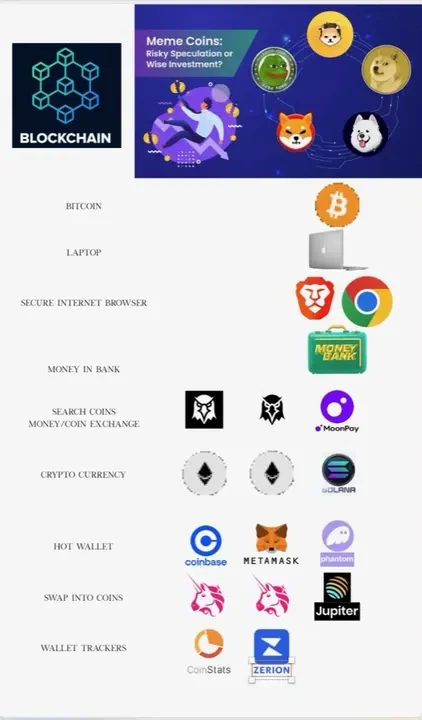 Meme Coins:
Risky Speculation or
Wise Investment?
BLOCKCHAIN
BITCOIN
LAPTOP
SECURE INTERNET BROWSER
MONEY IN BANK
MONEY
BANK
SEARCH COINS
MONEY/COIN EXCHANGE
MoonPay
CRYPTO CURRENCY
SOLANA
HOT WALLET
coinbase
METAMASK
phantom
SWAP INTO COINS
Jupiter
WALLET TRACKERS
CoinStats
ZERION